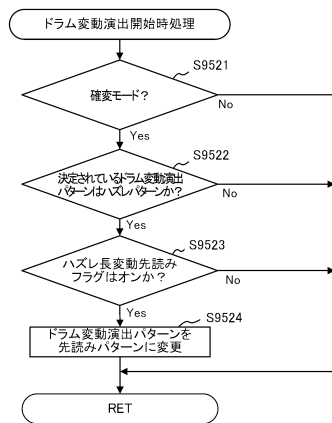 ドラム変動演出開始時処理
S9521
確変モード？
No
Yes
S9522
決定されているドラム変動演出
パターンはハズレパターンか？
No
Yes
S9523
ハズレ長変動先読み
フラグはオンか？
No
Yes
S9524
ドラム変動演出パターンを
先読みパターンに変更
RET